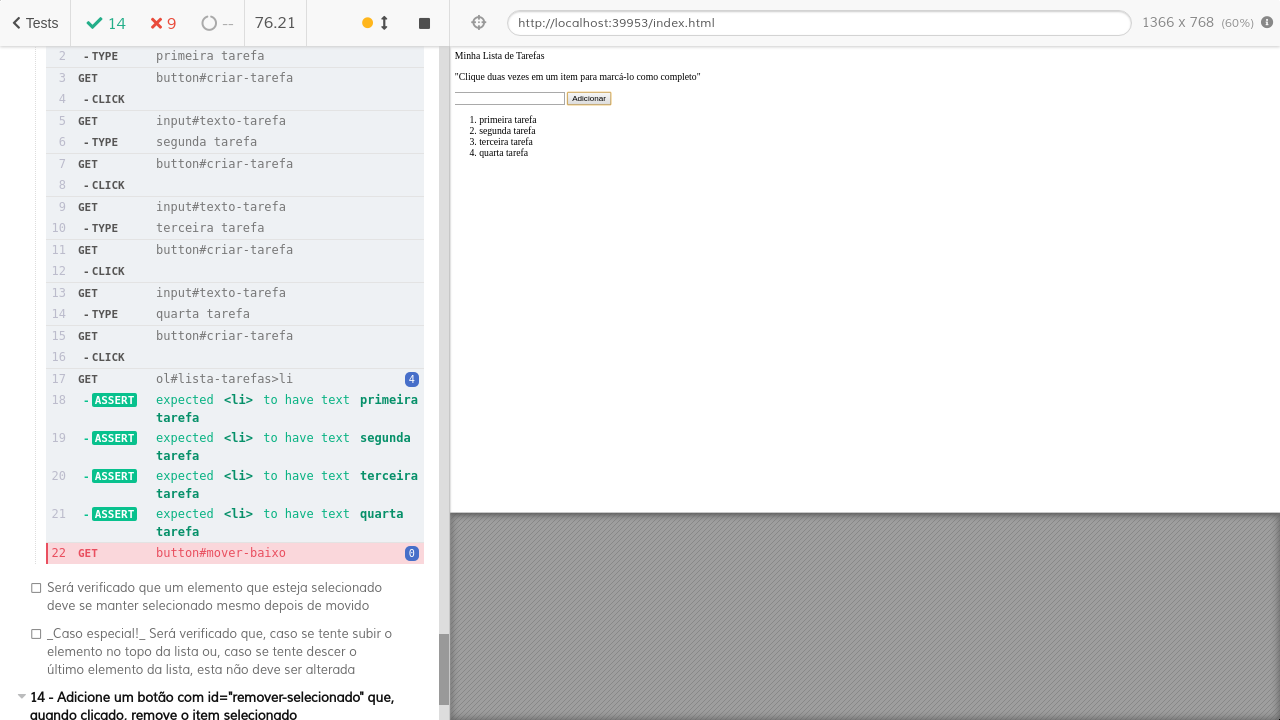 Tests 14 9 -- 76.21 http://localhost:39953/index.html 1366 x 768 (60%)
2 - TYPE primeira tarefa
3 GET button#criar-tarefa
4 - CLICK
5 GET input#texto-tarefa
6 - TYPE segunda tarefa
7 GET button#criar-tarefa
8 - CLICK
9 GET input#texto-tarefa
10 - TYPE terceira tarefa
11 GET button#criar-tarefa
12 - CLICK
13 GET input#texto-tarefa
14 - TYPE quarta tarefa
15 GET button#criar-tarefa
16 - CLICK
17 GET ol#lista-tarefas>li 4
18 - ASSERT expected <li> to have text primeira
tarefa
19 - ASSERT expected <li> to have text segunda
tarefa
20 - ASSERT expected <li> to have text terceira
tarefa
21 - ASSERT expected <li> to have text quarta
tarefa
22 GET button#mover-baixo 0
Será verificado que um elemento que esteja selecionado
deve se manter selecionado mesmo depois de movido
_Caso especial!_ Será verificado que, caso se tente subir o
elemento no topo da lista ou, caso se tente descer o
último elemento da lista, esta não deve ser alterada
14 - Adicione um botão com id="remover-selecionado" que,
quando clicado, remove o item selecionado
Minha Lista de Tarefas
"Clique duas vezes em um item para marcá-lo como completo"
Adicionar
1. primeira tarefa
2. segunda tarefa
3. terceira tarefa
4. quarta tarefa